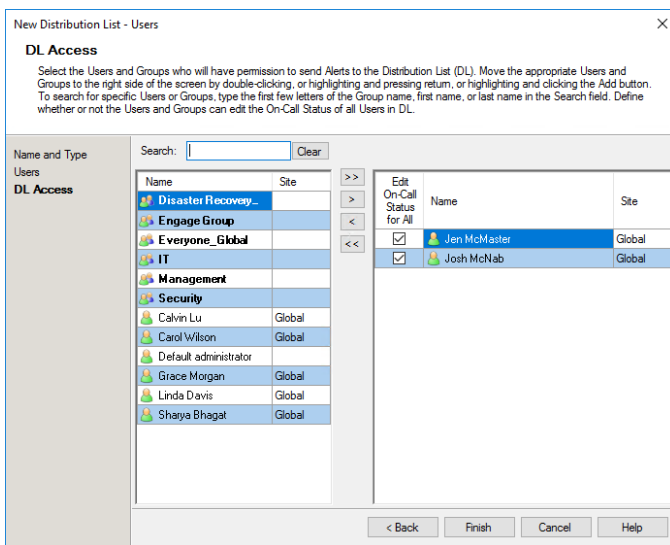 New Distribution List - Users
DL Access
Select the Users and Groups who will have permission to send Alerts to the Distribution List (DL). Move the appropriate Users and
Groups to the right side of the screen by double-clicking, or highlighting and pressing return, or highlighting and clicking the Add button.
To search for specific Users or Groups, type the first few letters of the Group name, first name, or last name in the Search field. Define
whether or not the Users and Groups can edit the On-Call Status of all Users in DL.
Name and Type
Users
DL Access
Search:
Clear
Name Site
Disaster Recovery_
Engage Group
Everyone_Global
IT
Management
Security
Calvin Lu Global
Carol Wilson Global
Default administrator
Grace Morgan Global
Linda Davis Global
Sharya Bhagat Global
>>
>
<
<<
Edit
On-Call
Status
for All
Name Site
Jen McMaster Global
Josh McNab Global
< Back Finish Cancel Help